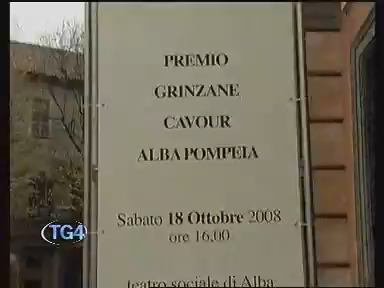 PREMIO
GRINZANE
CAVOUR
ALBA POMPEIA
Sabato 18 Ottobre 2008
ore 16,00
teatro sociale di Alba
TG4